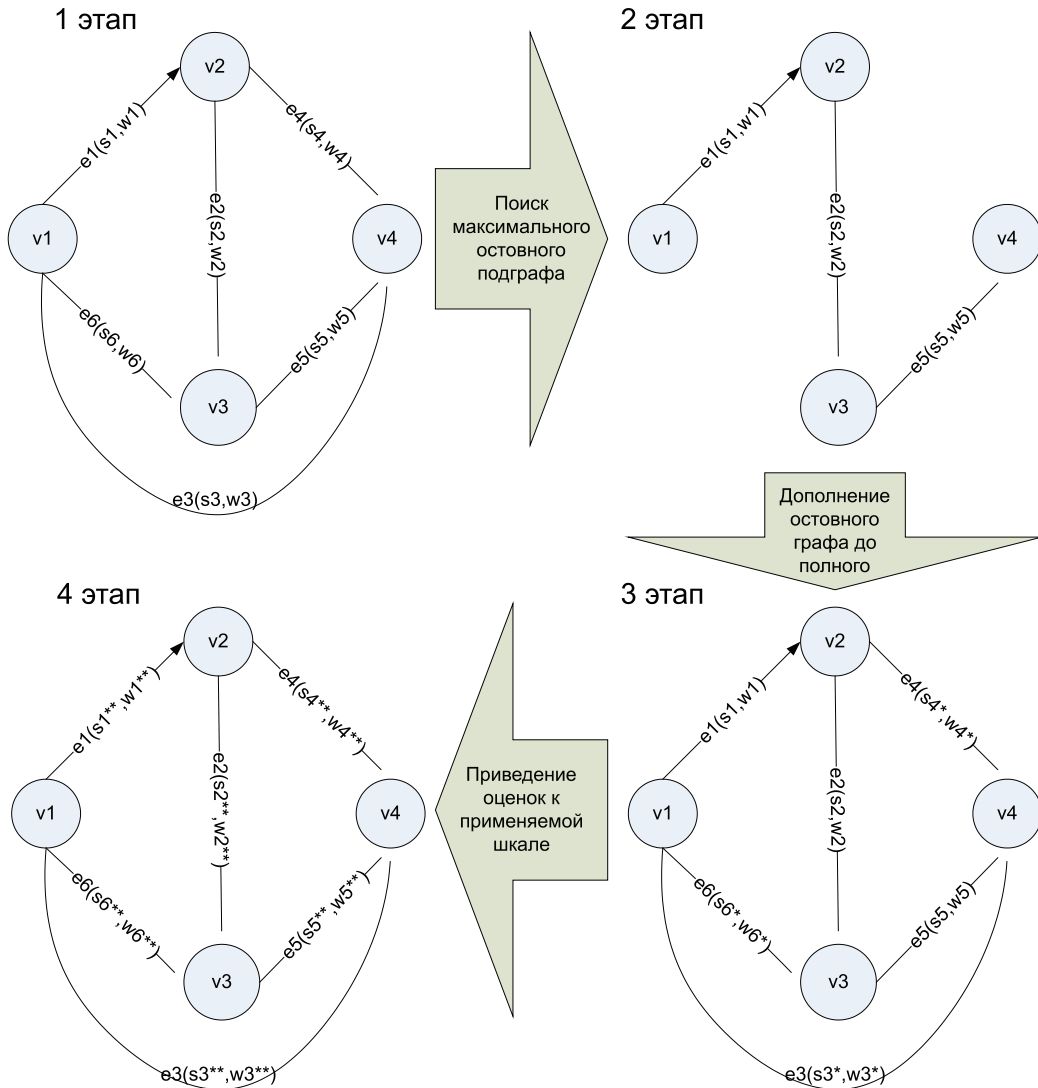 1 этап
v2
e1(s1,w1)
e4(s4,w4)
e2(s2,w2)
v1
v4
e6(s6,w6)
e5(s5,w5)
v3
e3(s3,w3)
Поиск
максимального
остовного
подграфа
2 этап
v2
e1(s1,w1)
e2(s2,w2)
v1
v4
e5(s5,w5)
v3
Дополнение
остовного
графа до
полного
3 этап
v2
e1(s1,w1)
e4(s4*,w4*)
e2(s2,w2)
v1
v4
e6(s6*,w6*)
e5(s5,w5)
v3
e3(s3*,w3*)
Приведение
оценок к
применяемой
шкале
4 этап
v2
e1(s1**,w1**)
e4(s4**,w4**)
e2(s2**,w2**)
v1
v4
e6(s6**,w6**)
e5(s5**,w5**)
v3
e3(s3**,w3**)